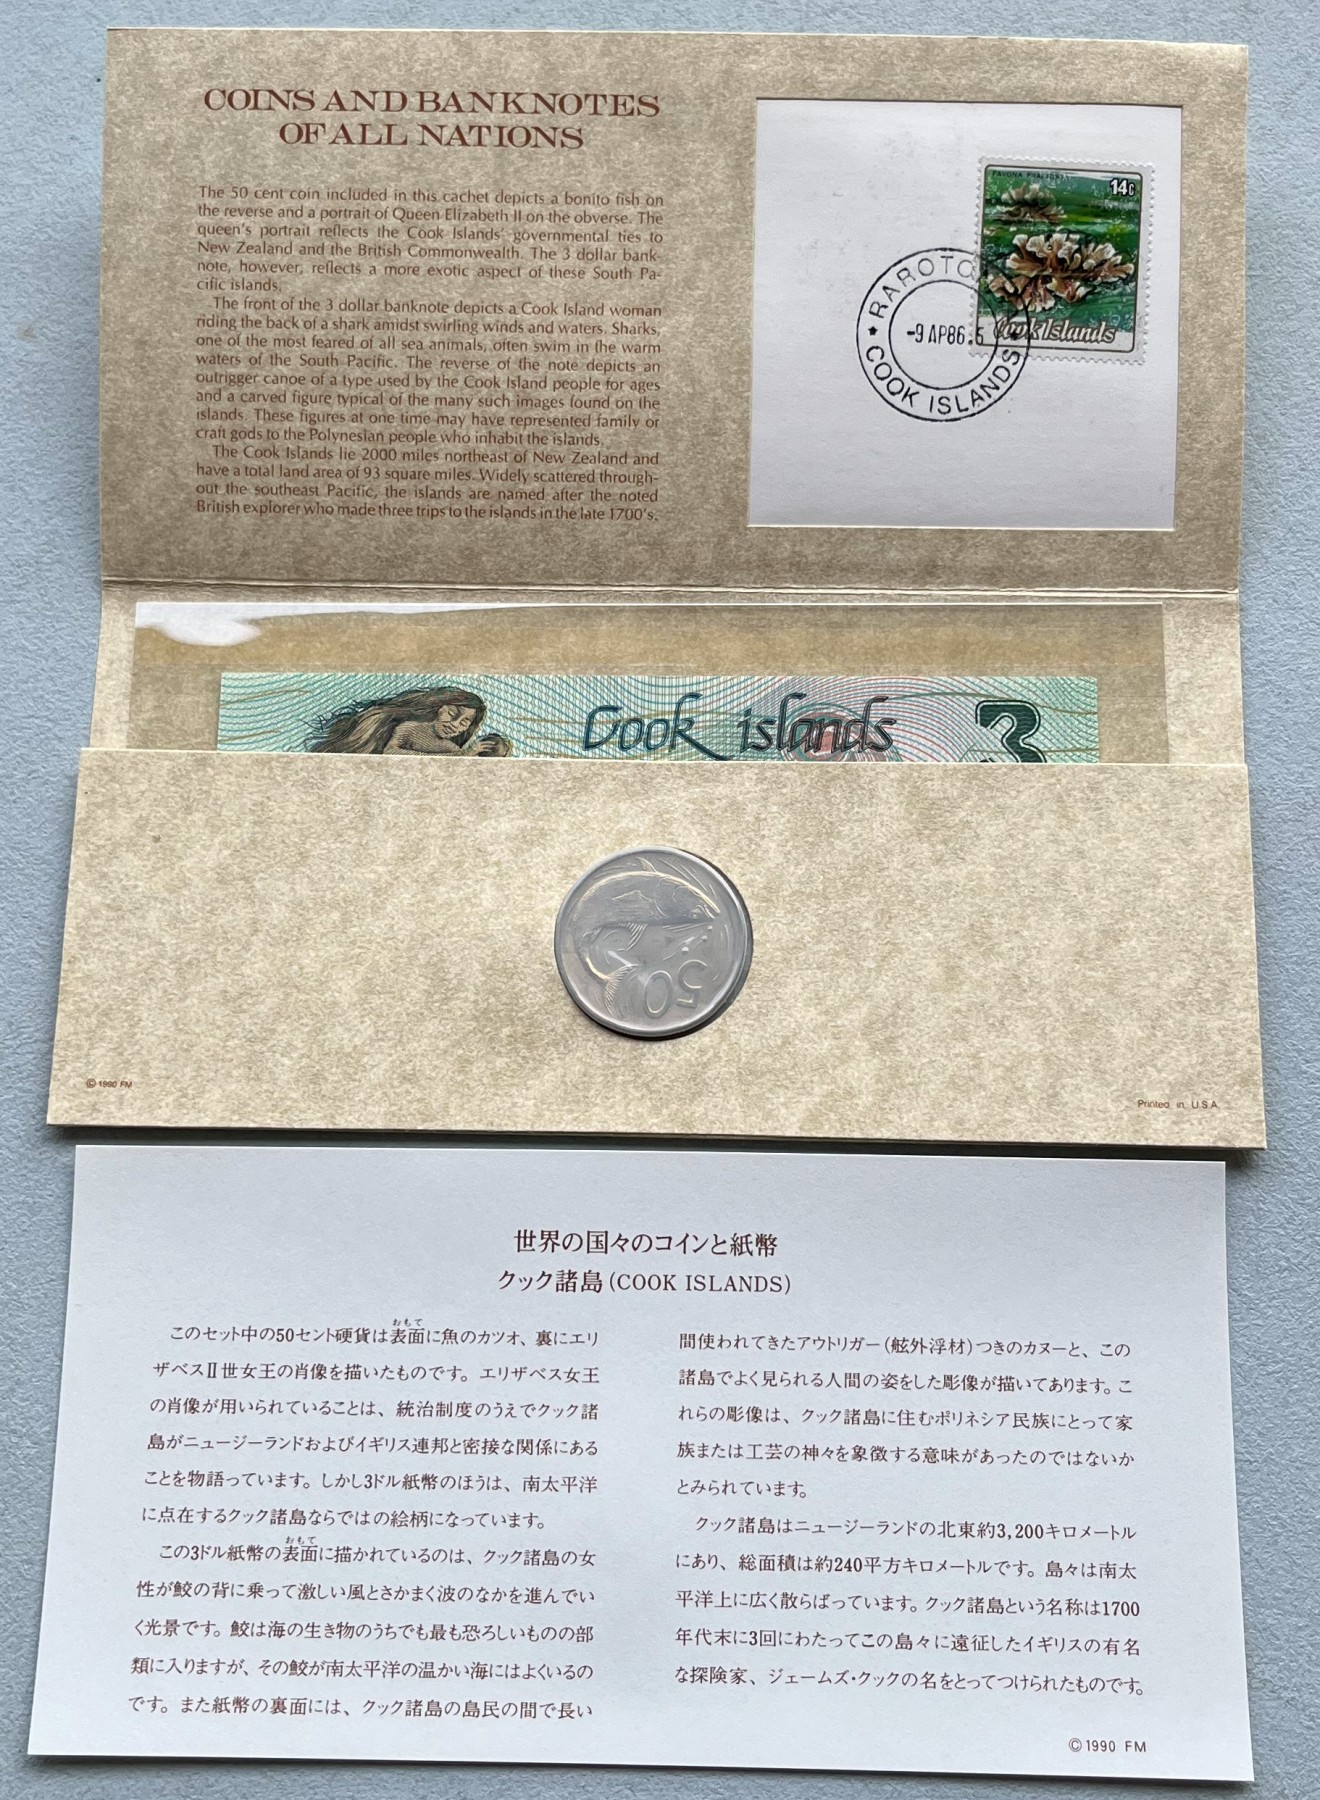 COINS AND BANKNOTES
OF ALL NATIONS
The 50 cent coin included in this cachet depicts a bonito fish on
the reverse and a portrait of Queen Elizabeth II on the obverse. The
queen's portrait reflects the Cook Islands' governmental ties to
New Zealand and the British Commonwealth. The 3 dollar bank-
note, however, reflects a more exotic aspect of these South Pa-
cific islands.
The front of the 3 dollar banknote depicts a Cook Island woman
riding the back of a shark amidst swirling winds and waters. Sharks,
one of the most feared of all sea animals, often swim in the warm
waters of the South Pacific. The reverse of the note depicts an
outrigger canoe of a type used by the Cook Island people for ages
and a carved figure typical of the many such images found on the
islands. These figures at one time may have represented family or
craft gods to the Polynesian people who inhabit the islands.
The Cook Islands lie 2000 miles northeast of New Zealand and
have a total land area of 93 square miles. Widely scattered through-
out the southeast Pacific, the islands are named after the noted
British explorer who made three trips to the islands in the late 1700's.
PAVONA
14c
Cook Islands
-9 AP86.5
COOK ISLANDS
Cook islands
3
50
© 1990 FM
Printed in U.S.A.
世界の国々のコインと紙幣
クック諸島(COOK ISLANDS)
おもて
このセット中の50セント硬貨は表面に魚のカツオ、裏にエリ
ザベスⅡ世女王の肖像を描いたものです。エリザベス女王
の肖像が用いられていることは、統治制度のうえでクック諸
島がニュージーランドおよびイギリス連邦と密接な関係にある
ことを物語っています。しかし3ドル紙幣のほうは、南太平洋
に点在するクック諸島ならではの絵柄になっています。
おもて
この3ドル紙幣の表面に描かれているのは、クック諸島の女
性が鮫の背に乗って激しい風とさかまく波のなかを進んでい
く光景です。鮫は海の生き物のうちでも最も恐ろしいものの部
類に入りますが、その鮫が南太平洋の温かい海にはよくいるの
です。また紙幣の裏面には、クック諸島の島民の間で長い
間使われてきたアウトリガー(舷外浮材)つきのカヌーと、この
諸島でよく見られる人間の姿をした彫像が描いてあります。こ
れらの彫像は、クック諸島に住むポリネシア民族にとって家
族または工芸の神々を象徴する意味があったのではないか
とみられています。
クック諸島はニュージーランドの北東約3,200キロメートル
にあり、総面積は約240平方キロメートルです。島々は南太
平洋上に広く散らばっています。クック諸島という名称は1700
年代末に3回にわたってこの島々に遠征したイギリスの有名
な探険家、ジェームズ・クックの名をとってつけられたものです。
©1990 FM